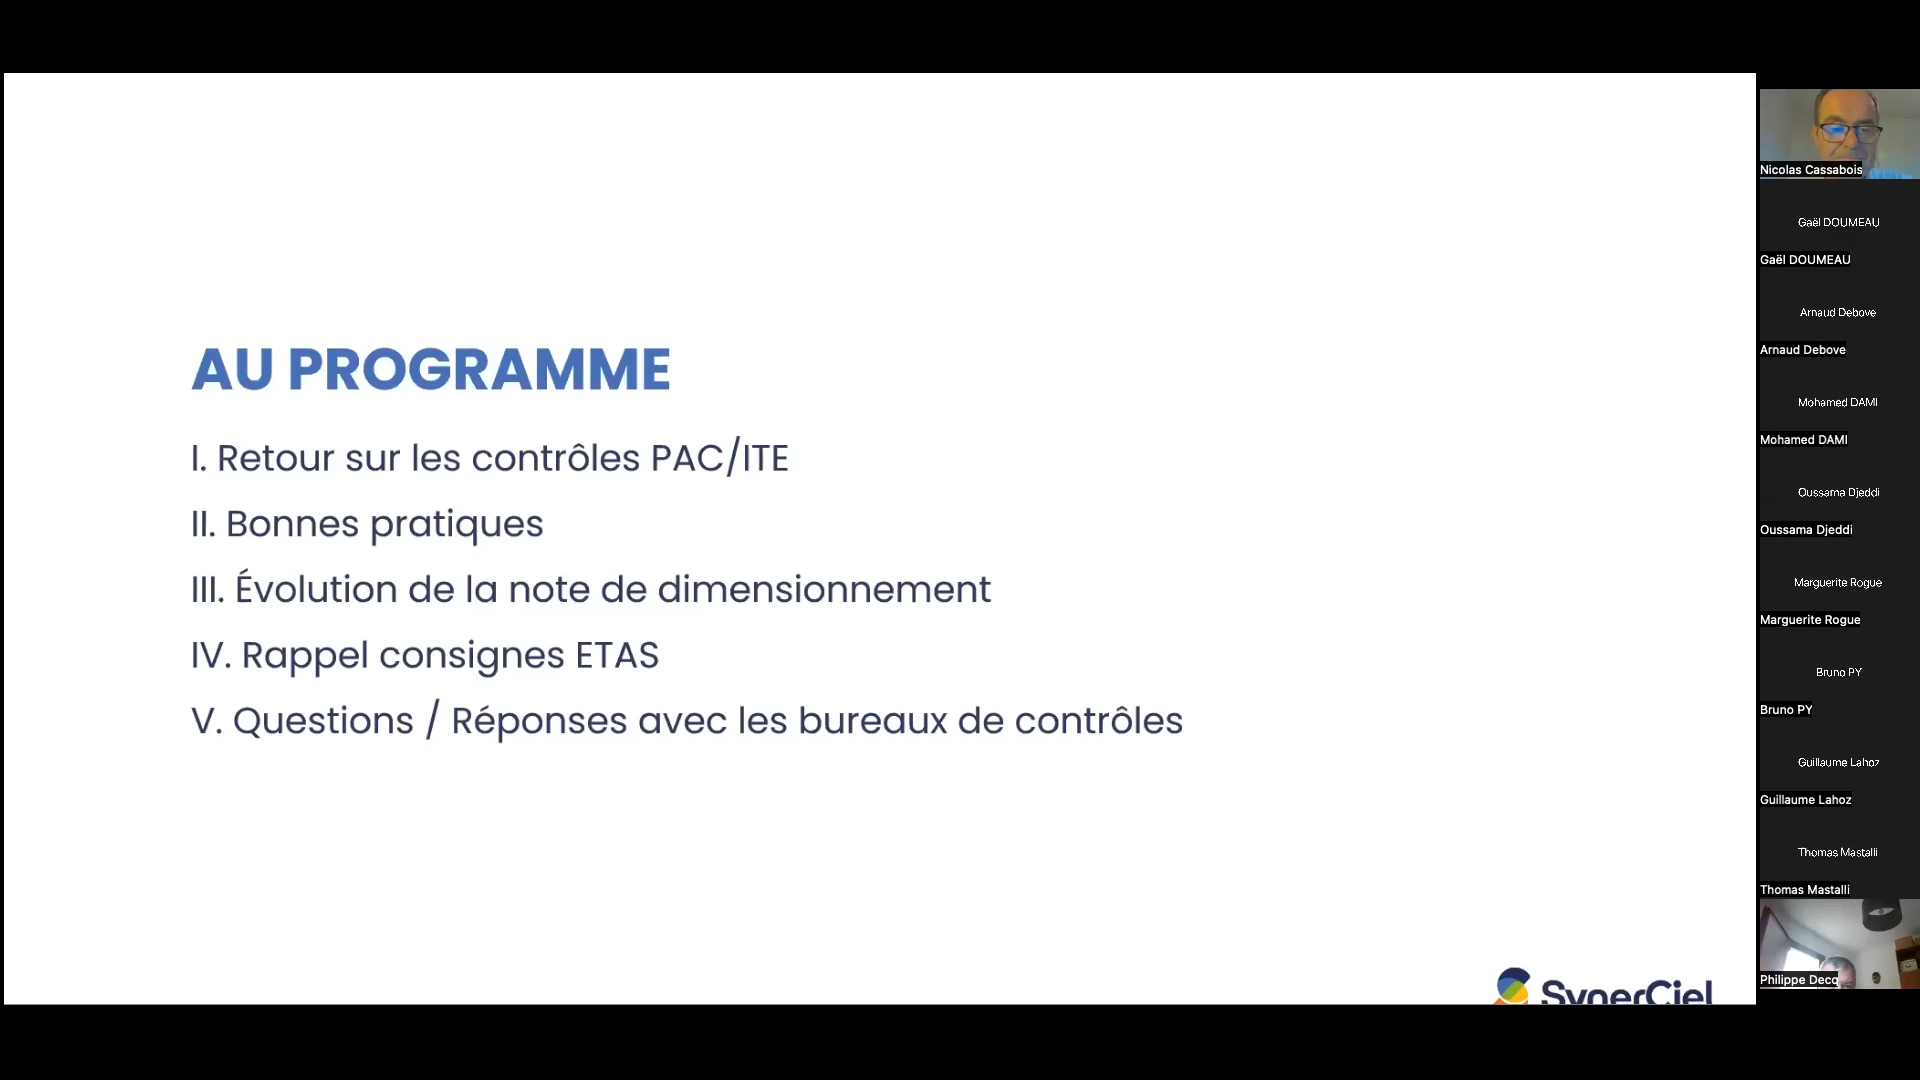 AU PROGRAMME
I. Retour sur les contrôles PAC/ITE
II. Bonnes pratiques
III. Évolution de la note de dimensionnement
IV. Rappel consignes ETAS
V. Questions / Réponses avec les bureaux de contrôles
SynerCiel
Nicolas Cassabois
Gaël DOUMEAU
Gaël DOUMEAU
Arnaud Debove
Arnaud Debove
Mohamed DAMI
Mohamed DAMI
Oussama Djeddi
Oussama Djeddi
Marguerite Rogue
Marguerite Rogue
Bruno PY
Bruno PY
Guillaume Lahoz
Guillaume Lahoz
Thomas Mastalli
Thomas Mastalli
Philippe Decq